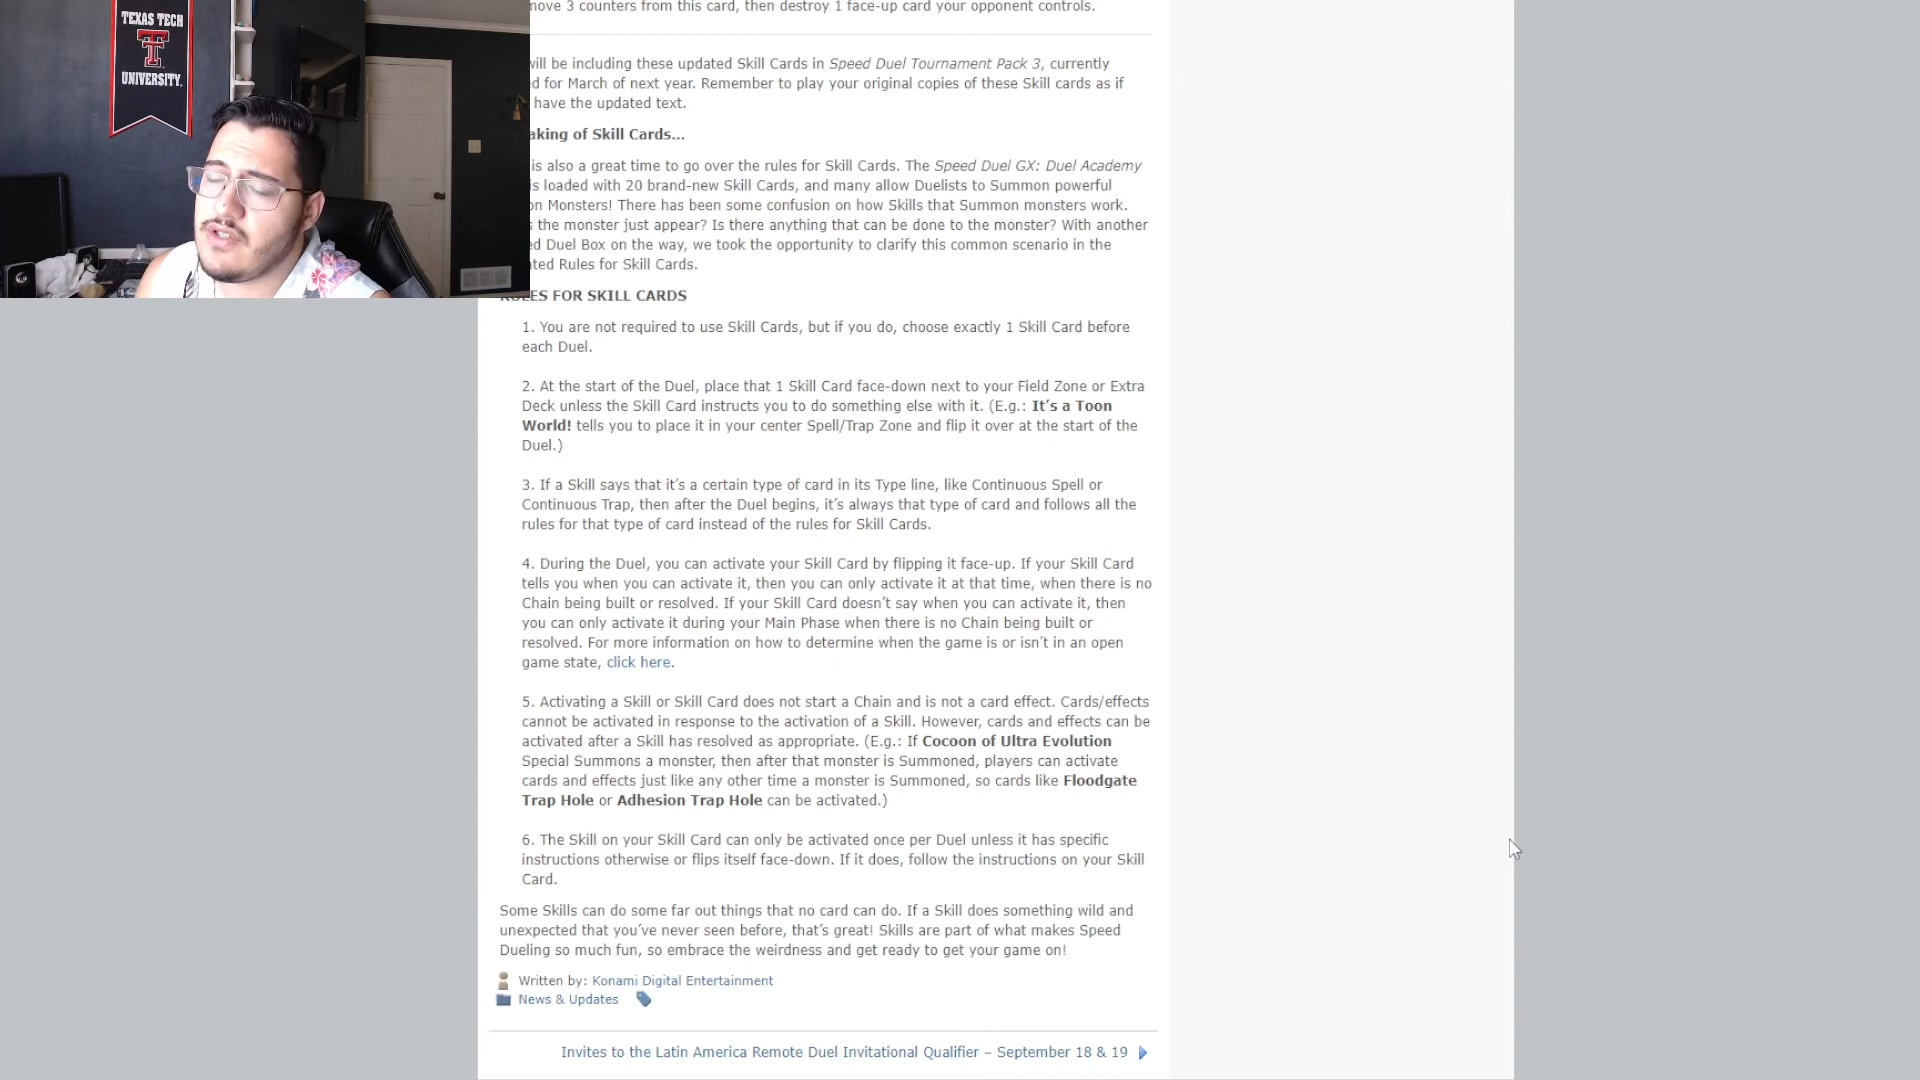 TEXAS TECH
UNIVERSITY.
move 3 counters from this card, then destroy 1 face-up card your opponent controls.
will be including these updated Skill Cards in Speed Duel Tournament Pack 3, currently
for March of next year. Remember to play your original copies of these Skill cards as if
have the updated text.
of Skill Cards...
is also a great time to go over the rules for Skill Cards. The Speed Duel GX: Duel Academy
is loaded with 20 brand-new Skill Cards, and many allow Duelists to Summon powerful
Monsters! There has been some confusion on how Skills that Summon monsters work.
the monster just appear? Is there anything that can be done to the monster? With another
Duel Box on the way, we took the opportunity to clarify this common scenario in the
Rules for Skill Cards.
RULES FOR SKILL CARDS
1. You are not required to use Skill Cards, but if you do, choose exactly 1 Skill Card before
each Duel.
2. At the start of the Duel, place that 1 Skill Card face-down next to your Field Zone or Extra
Deck unless the Skill Card instructs you to do something else with it. (E.g.: It's a Toon
World! tells you to place it in your center Spell/Trap Zone and flip it over at the start of the
Duel.)
3. If a Skill says that it's a certain type of card in its Type line, like Continuous Spell or
Continuous Trap, then after the Duel begins, it's always that type of card and follows all the
rules for that type of card instead of the rules for Skill Cards.
4. During the Duel, you can activate your Skill Card by flipping it face-up. If your Skill Card
tells you when you can activate it, then you can only activate it at that time, when there is no
Chain being built or resolved. If your Skill Card doesn't say when you can activate it, then
you can only activate it during your Main Phase when there is no Chain being built or
resolved. For more information on how to determine when the game is or isn't in an open
game state, click here.
5. Activating a Skill or Skill Card does not start a Chain and is not a card effect. Cards/effects
cannot be activated in response to the activation of a Skill. However, cards and effects can be
activated after a Skill has resolved as appropriate. (E.g.: If Cocoon of Ultra Evolution
Special Summons a monster, then after that monster is Summoned, players can activate
cards and effects just like any other time a monster is Summoned, so cards like Floodgate
Trap Hole or Adhesion Trap Hole can be activated.)
6. The Skill on your Skill Card can only be activated once per Duel unless it has specific
instructions otherwise or flips itself face-down. If it does, follow the instructions on your Skill
Card.
Some Skills can do some far out things that no card can do. If a Skill does something wild and
unexpected that you've never seen before, that's great! Skills are part of what makes Speed
Dueling so much fun, so embrace the weirdness and get ready to get your game on!
Written by: Konami Digital Entertainment
News & Updates
Invites to the Latin America Remote Duel Invitational Qualifier – September 18 & 19